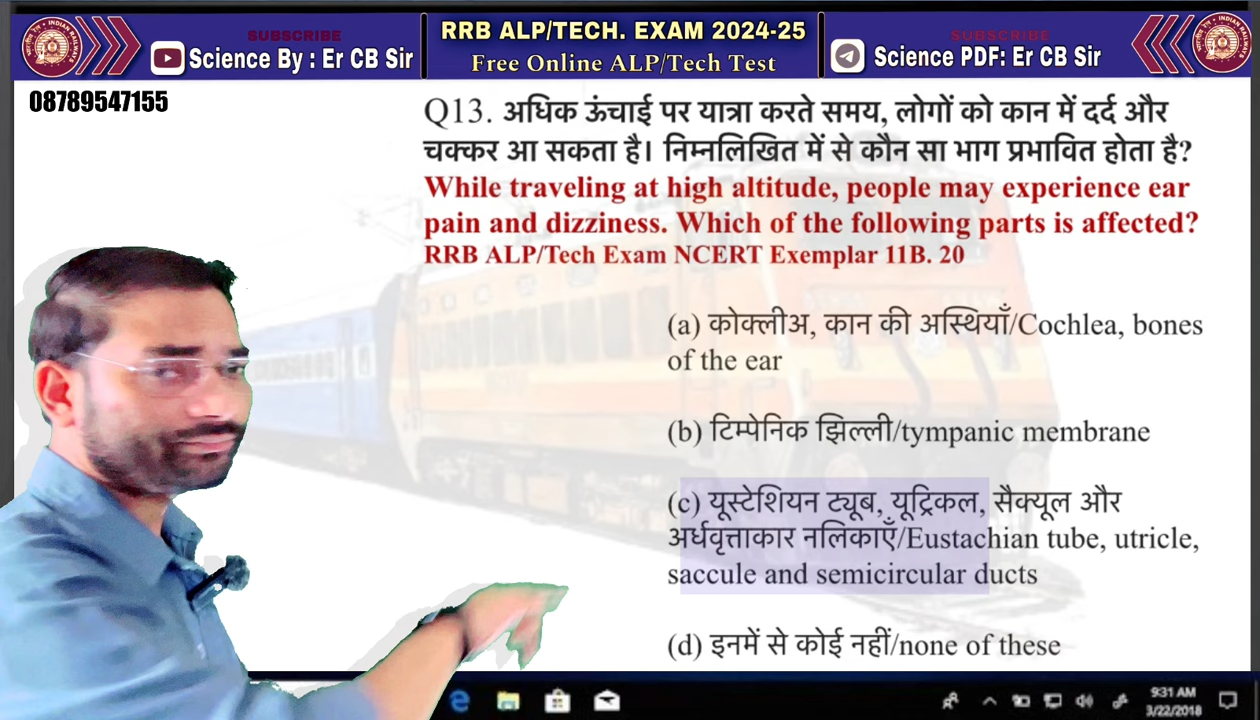 SUBSCRIBE
Science By : Er CB Sir
RRB ALP/TECH. EXAM 2024-25
Free Online ALP/Tech Test
SUBSCRIBE
Science PDF: Er CB Sir
INDIAN RAILWAYS
08789547155
Q13. अधिक ऊंचाई पर यात्रा करते समय, लोगों को कान में दर्द और
चक्कर आ सकता है। निम्नलिखित में से कौन सा भाग प्रभावित होता है?
While traveling at high altitude, people may experience ear
pain and dizziness. Which of the following parts is affected?
RRB ALP/Tech Exam NCERT Exemplar 11B. 20
(a) कोक्लीअ, कान की अस्थियाँ/Cochlea, bones
of the ear
(b) टिम्पेनिक झिल्ली/tympanic membrane
(c) यूस्टेशियन ट्यूब, यूट्रिकल, सैक्यूल और
अर्धवृत्ताकार नलिकाएँ/Eustachian tube, utricle,
saccule and semicircular ducts
(d) इनमें से कोई नहीं/none of these
9:31 AM
3/22/2018